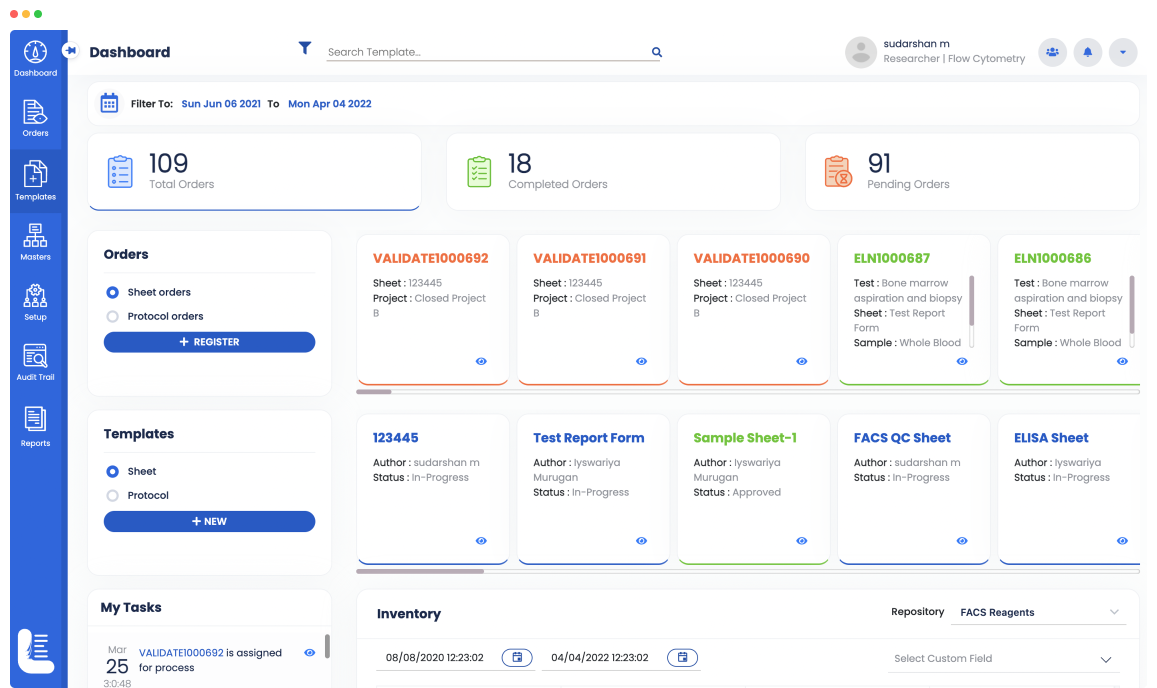 Dashboard
Search Template...
sudarshan m
Researcher | Flow Cytometry
Dashboard
Orders
Templates
Masters
Setup
Audit Trail
Reports
Filter To: Sun Jun 06 2021 To Mon Apr 04 2022
109
Total Orders
18
Completed Orders
91
Pending Orders
Orders
Sheet orders
Protocol orders
+ REGISTER
VALIDATE1000692
Sheet : 123445
Project : Closed Project
B
VALIDATE1000691
Sheet : 123445
Project : Closed Project
B
VALIDATE1000690
Sheet : 123445
Project : Closed Project
B
ELN1000687
Test : Bone marrow
aspiration and biopsy
Sheet : Test Report
Form
Sample : Whole Blood
ELN1000686
Test : Bone marrow
aspiration and biopsy
Sheet : Test Report
Form
Sample : Whole Blood
Templates
Sheet
Protocol
+ NEW
123445
Author : sudarshan m
Status : In-Progress
Test Report Form
Author : Iyswariya
Murugan
Status : In-Progress
Sample Sheet-1
Author : Iyswariya
Murugan
Status : Approved
FACS QC Sheet
Author : sudarshan m
Status : In-Progress
ELISA Sheet
Author : Iyswariya
Status : In-Progress
My Tasks
Mar
25
3:0:48
VALIDATE1000692 is assigned
for process
Inventory
Repository FACS Reagents
08/08/2020 12:23:02
04/04/2022 12:23:02
Select Custom Field